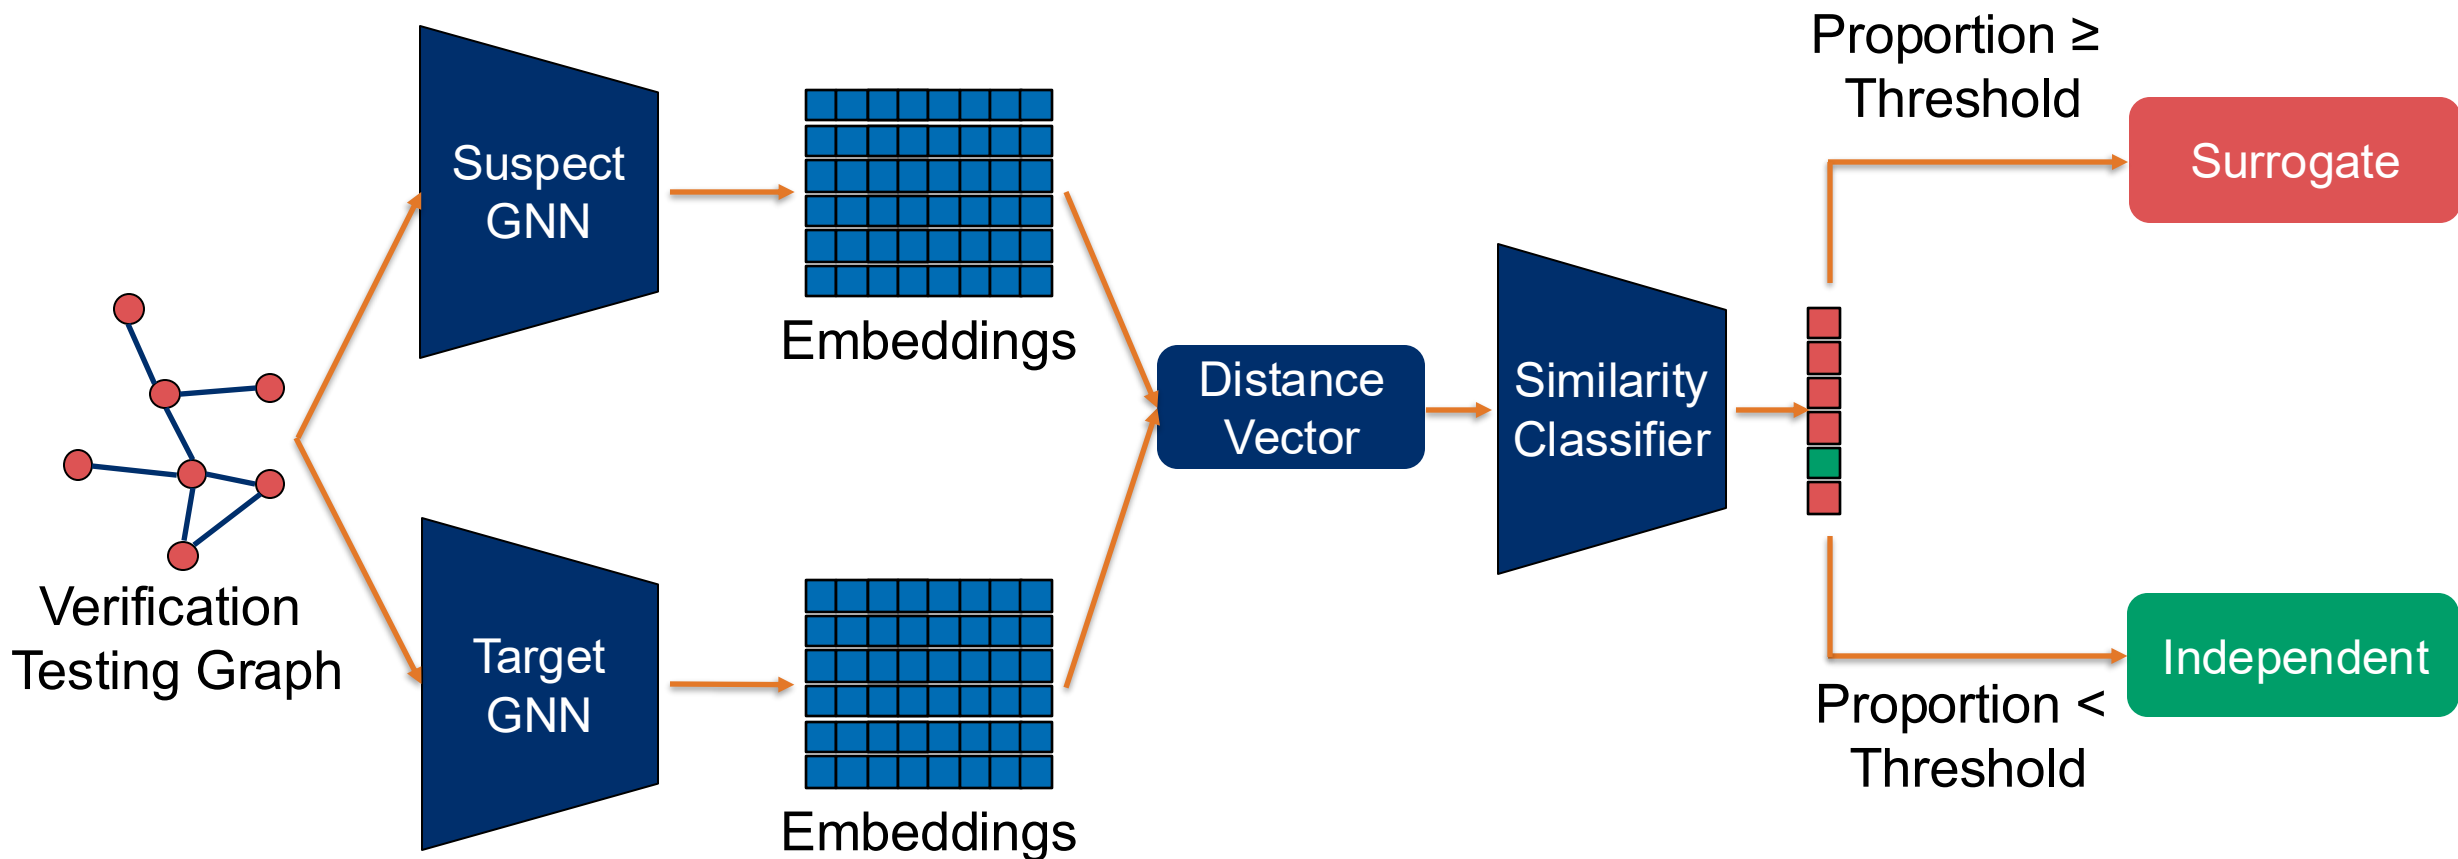 Proportion ≥
Threshold
Surrogate
Suspect
GNN
Embeddings
Verification
Testing Graph
Distance
Vector
Similarity
Classifier
Target
GNN
Embeddings
Independent
Proportion <
Threshold